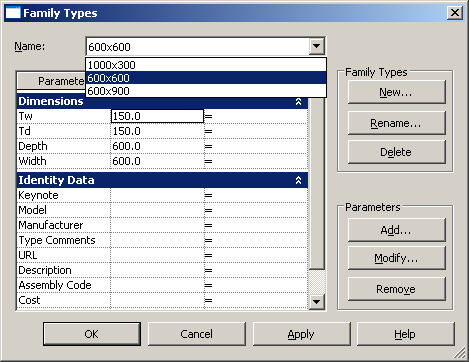 Family Types
Name: 600x600
1000x300
600x600
600x900
Paramete
Dimensions
Tw 150.0 =
Td 150.0 =
Depth 600.0 =
Width 600.0 =
Identity Data
Keynote =
Model =
Manufacturer =
Type Comments =
URL =
Description =
Assembly Code =
Cost =
Family Types
New...
Rename...
Delete
Parameters
Add...
Modify...
Remove
OK Cancel Apply Help